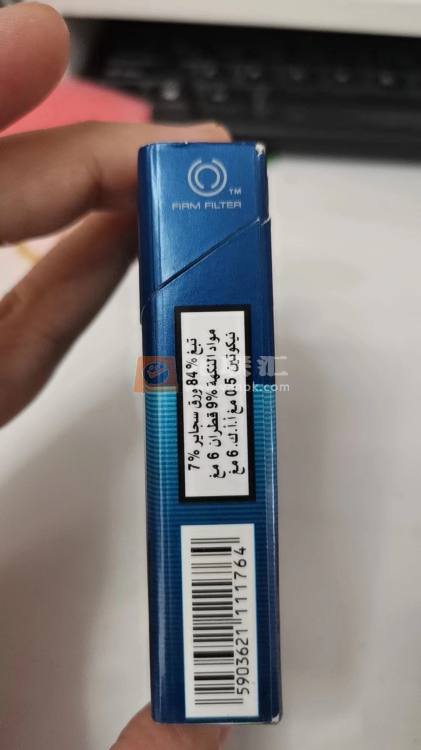 TM
FIRM FILTER
تبغ 84% ورق سجاير 7%
مواد النكهة 9% قطران 6 مغ
نيكوتين 0.5 مغ أ.أ.ك. 6 مغ
5903621 111764